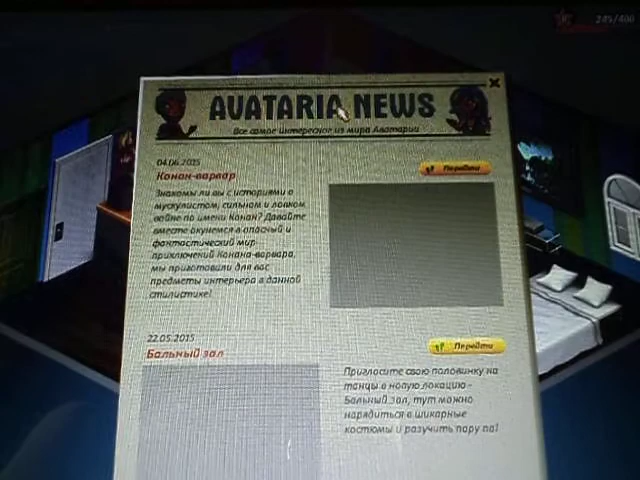 245/400
AVATARIA NEWS
Все самое интересное из мира Аватарии
04.06.2015
Перейти
Конан-варвар
Знакомы ли вы с историями о
мускулистом, сильном и ловком
войне по имени Конан? Давайте
вместе окунемся в опасный и
фантастический мир
приключений Конана-варвара,
мы приготовили для вас
предметы интерьера в данной
стилистике!
22.05.2015
Перейти
Бальный зал
Пригласите свою половинку на
танцы в новую локацию -
Бальный зал, тут можно
нарядиться в шикарные
костюмы и разучить пару па!